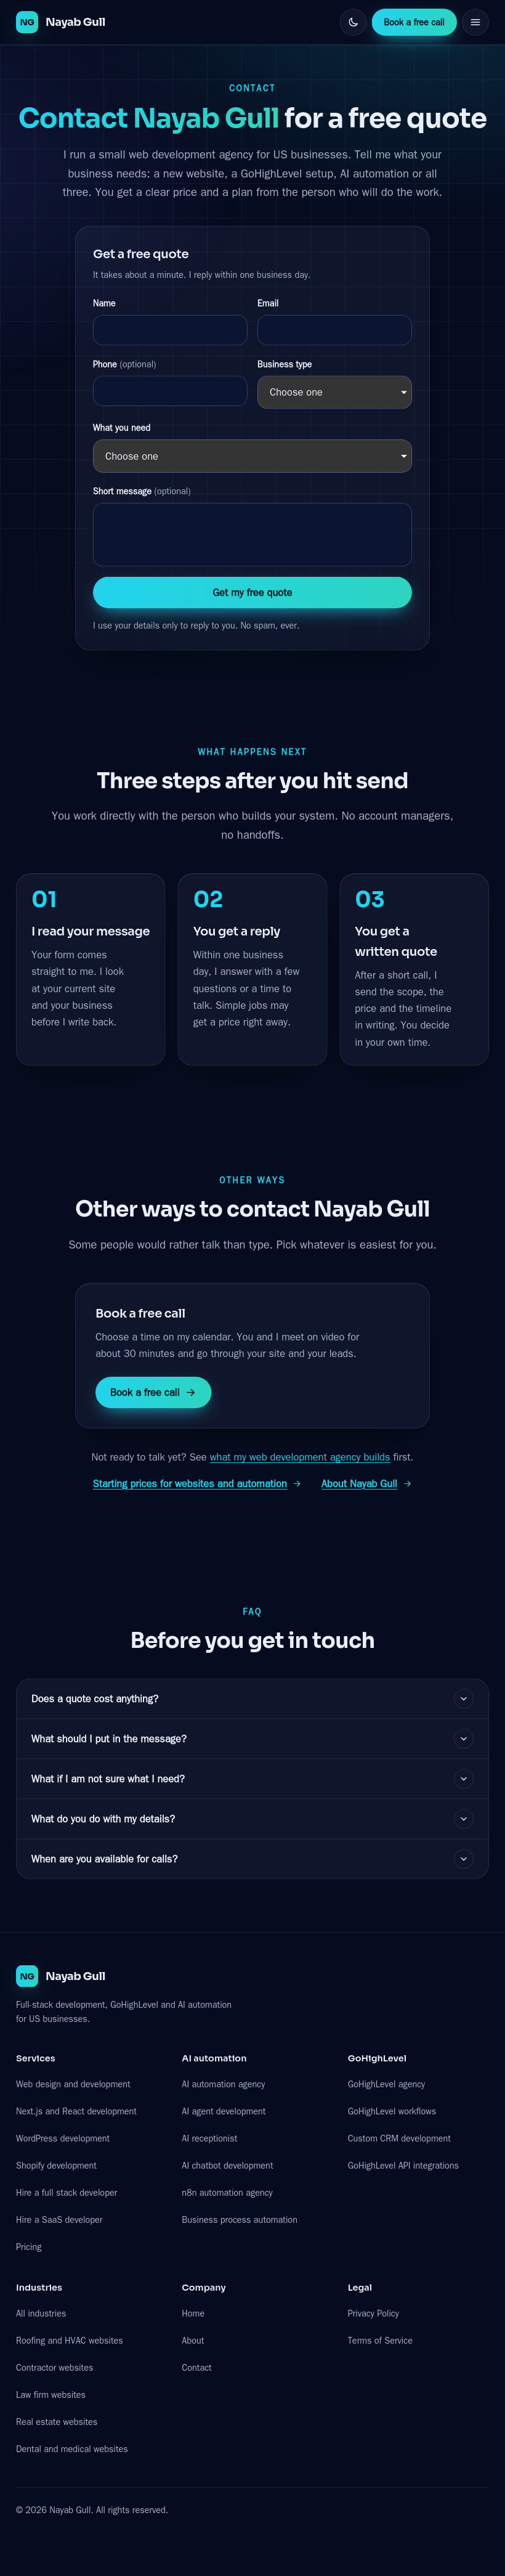 NG Nayab Gull
Book a free call
CONTACT
Contact Nayab Gull for a free quote
I run a small web development agency for US businesses. Tell me what your
business needs: a new website, a GoHighLevel setup, AI automation or all
three. You get a clear price and a plan from the person who will do the work.
Get a free quote
It takes about a minute. I reply within one business day.
Name
Email
Phone (optional)
Business type
Choose one
What you need
Choose one
Short message (optional)
Get my free quote
I use your details only to reply to you. No spam, ever.
WHAT HAPPENS NEXT
Three steps after you hit send
You work directly with the person who builds your system. No account managers,
no handoffs.
01
I read your message
Your form comes
straight to me. I look
at your current site
and your business
before I write back.
02
You get a reply
Within one business
day, I answer with a few
questions or a time to
talk. Simple jobs may
get a price right away.
03
You get a
written quote
After a short call, I
send the scope, the
price and the timeline
in writing. You decide
in your own time.
OTHER WAYS
Other ways to contact Nayab Gull
Some people would rather talk than type. Pick whatever is easiest for you.
Book a free call
Choose a time on my calendar. You and I meet on video for
about 30 minutes and go through your site and your leads.
Book a free call →
Not ready to talk yet? See what my web development agency builds first.
Starting prices for websites and automation → About Nayab Gull →
FAQ
Before you get in touch
Does a quote cost anything?
What should I put in the message?
What if I am not sure what I need?
What do you do with my details?
When are you available for calls?
NG Nayab Gull
Full-stack development, GoHighLevel and AI automation
for US businesses.
Services
Web design and development
Next.js and React development
WordPress development
Shopify development
Hire a full stack developer
Hire a SaaS developer
Pricing
AI automation
AI automation agency
AI agent development
AI receptionist
AI chatbot development
n8n automation agency
Business process automation
GoHighLevel
GoHighLevel agency
GoHighLevel workflows
Custom CRM development
GoHighLevel API integrations
Industries
All industries
Roofing and HVAC websites
Contractor websites
Law firm websites
Real estate websites
Dental and medical websites
Company
Home
About
Contact
Legal
Privacy Policy
Terms of Service
© 2026 Nayab Gull. All rights reserved.